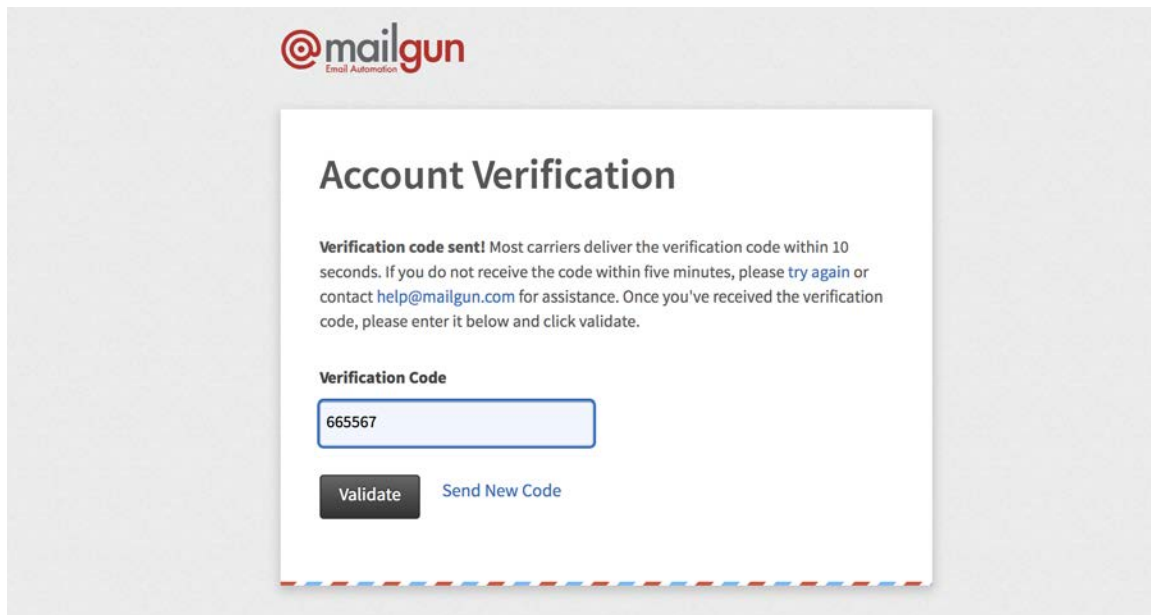 @mailgun
Email Automation
Account Verification
Verification code sent! Most carriers deliver the verification code within 10
seconds. If you do not receive the code within five minutes, please try again or
contact help@mailgun.com for assistance. Once you've received the verification
code, please enter it below and click validate.
Verification Code
665567
Validate Send New Code